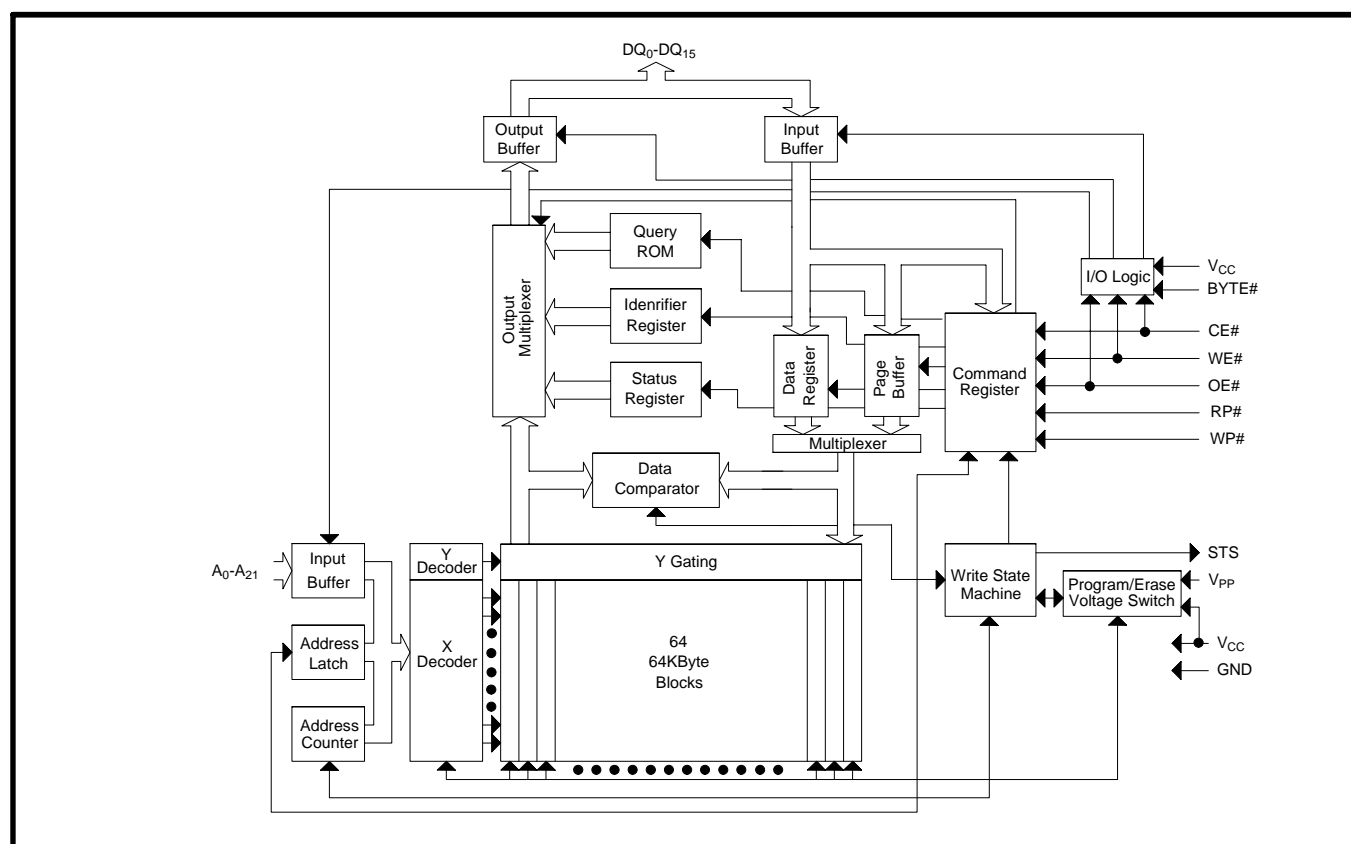 DQ0-DQ15
Output
Buffer
Input
Buffer
Output
Multiplexer
Query
ROM
Idenrifier
Register
Status
Register
Data
Register
Page
Buffer
Multiplexer
Command
Register
I/O Logic
VCC
BYTE#
CE#
WE#
OE#
RP#
WP#
Data
Comparator
A0-A21
Input
Buffer
Y
Decoder
Y Gating
Write State
Machine
STS
Program/Erase
Voltage Switch
VPP
VCC
GND
Address
Latch
X
Decoder
64
64KByte
Blocks
Address
Counter